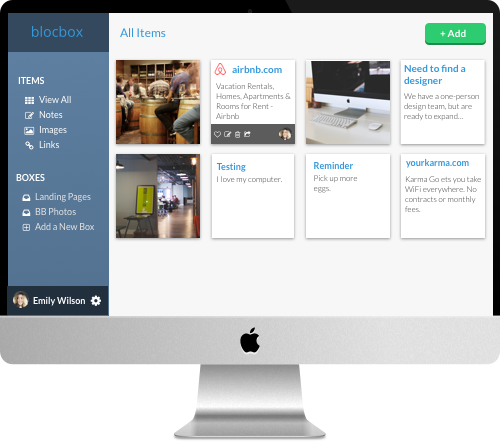 blocbox
All Items
+ Add
ITEMS
View All
Notes
Images
Links
BOXES
Landing Pages
BB Photos
Add a New Box
Emily Wilson
airbnb.com
Vacation Rentals,
Homes, Apartments &
Rooms for Rent -
Airbnb
Need to find a
designer
We have a one-person
design team, but are
ready to expand...
Testing
I love my computer.
Reminder
Pick up more
eggs.
yourkarma.com
Karma Go ets you take
WiFi everywhere. No
contracts or monthly
fees.